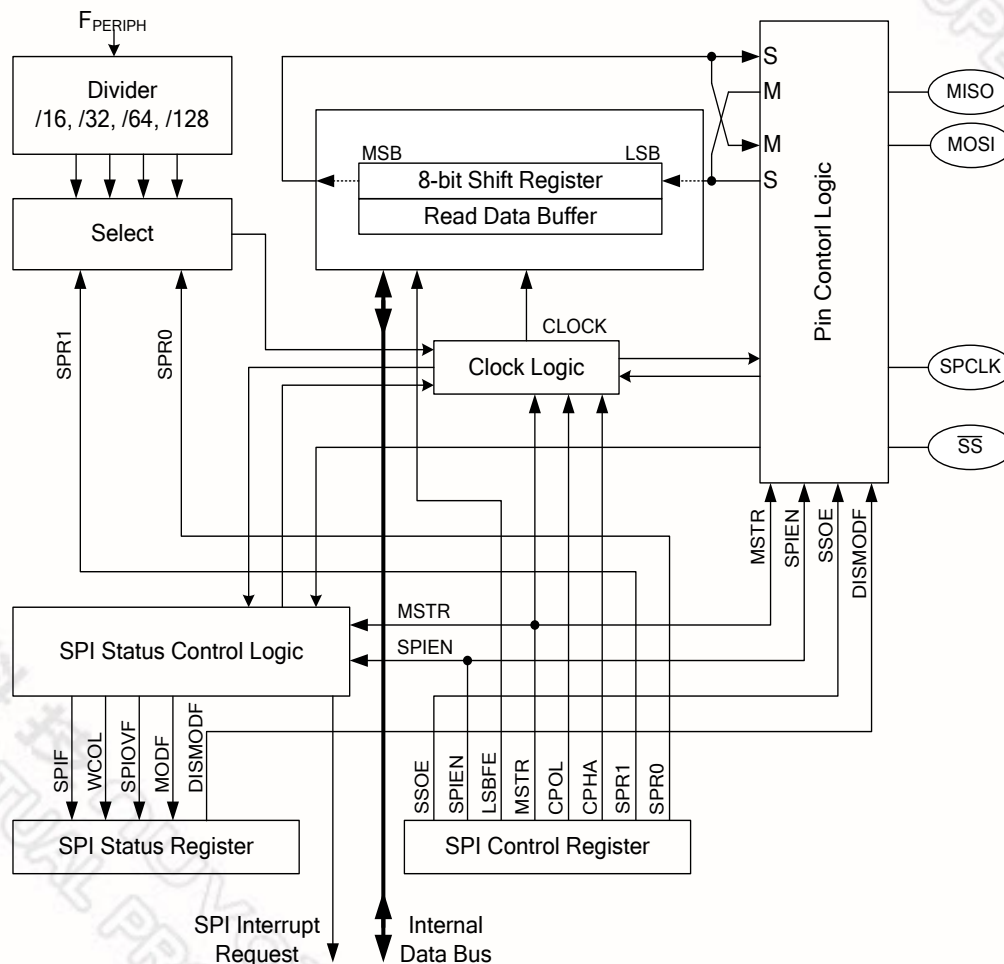 F_PERIPH
Divider
/16, /32, /64, /128
Select
SPR1
SPR0
MSB
LSB
8-bit Shift Register
Read Data Buffer
S
M
M
S
Pin Contorl Logic
MISO
MOSI
SPCLK
SS
CLOCK
Clock Logic
MSTR
SPIEN
SSOE
DISMODF
SPI Status Control Logic
MSTR
SPIEN
SPIF
WCOL
SPIOVF
MODF
DISMODF
SSOE
SPIEN
LSBFE
MSTR
CPOL
CPHA
SPR1
SPR0
SPI Status Register
SPI Control Register
SPI Interrupt
Request
Internal
Data Bus